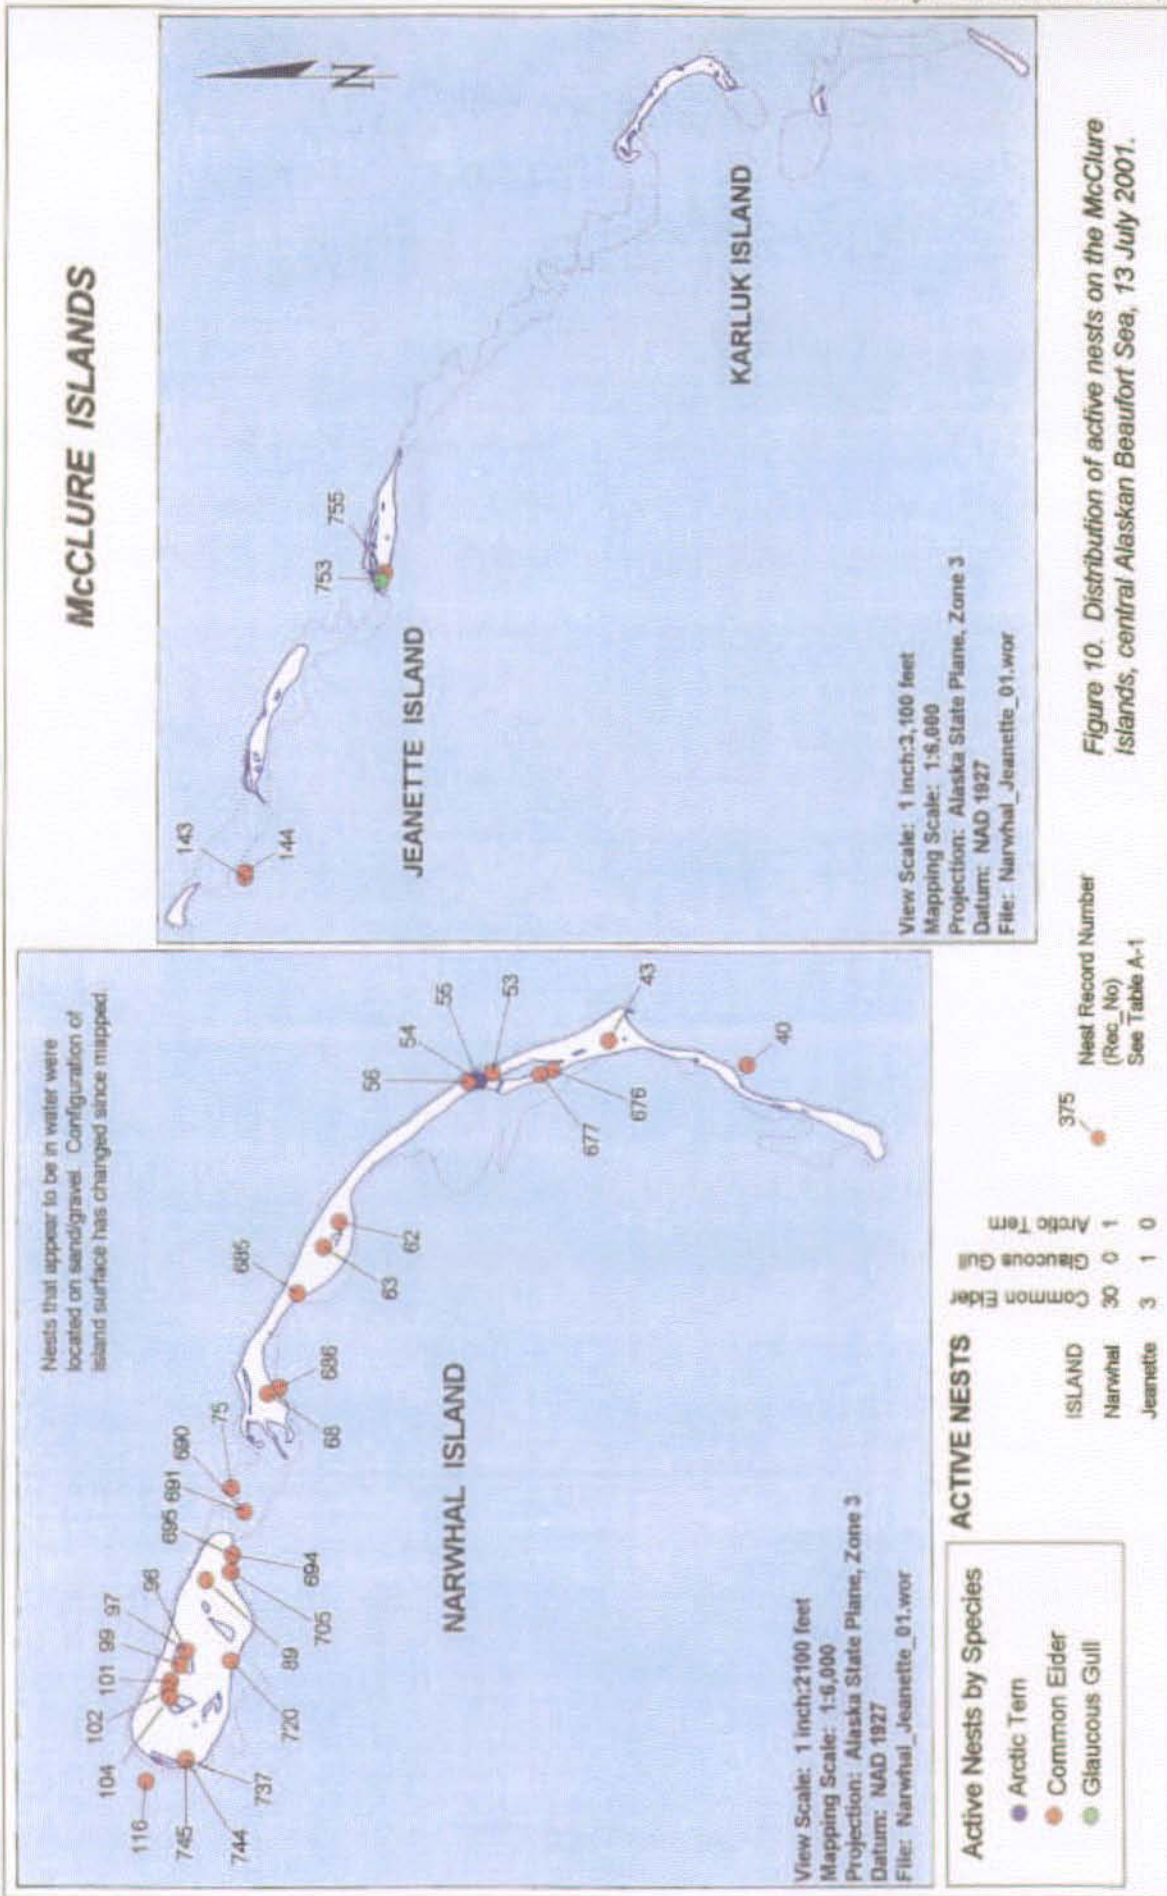 McCLURE ISLANDS
Nests that appear to be in water were
located on sand/gravel. Configuration of
island surface has changed since mapped.
116
104
102
101
99
97
96
695
691
690
75
685
56
54
55
53
43
745
744
737
720
89
705
694
68
686
63
62
677
676
40
NARWHAL ISLAND
View Scale: 1 inch:2100 feet
Mapping Scale: 1:6,000
Projection: Alaska State Plane, Zone 3
Datum: NAD 1927
File: Narwhal_Jeanette_01.wor
143
144
753
755
N
JEANETTE ISLAND
KARLUK ISLAND
View Scale: 1 inch:3,100 feet
Mapping Scale: 1:6,000
Projection: Alaska State Plane, Zone 3
Datum: NAD 1927
File: Narwhal_Jeanette_01.wor
Active Nests by Species
Arctic Tern
Common Eider
Glaucous Gull
ACTIVE NESTS
ISLAND Common Eider Glaucous Gull Arctic Tern
Narwhal 30 0 1
Jeanette 3 1 0
375
Nest Record Number
(Rec_No)
See Table A-1
Figure 10. Distribution of active nests on the McClure
Islands, central Alaskan Beaufort Sea, 13 July 2001.